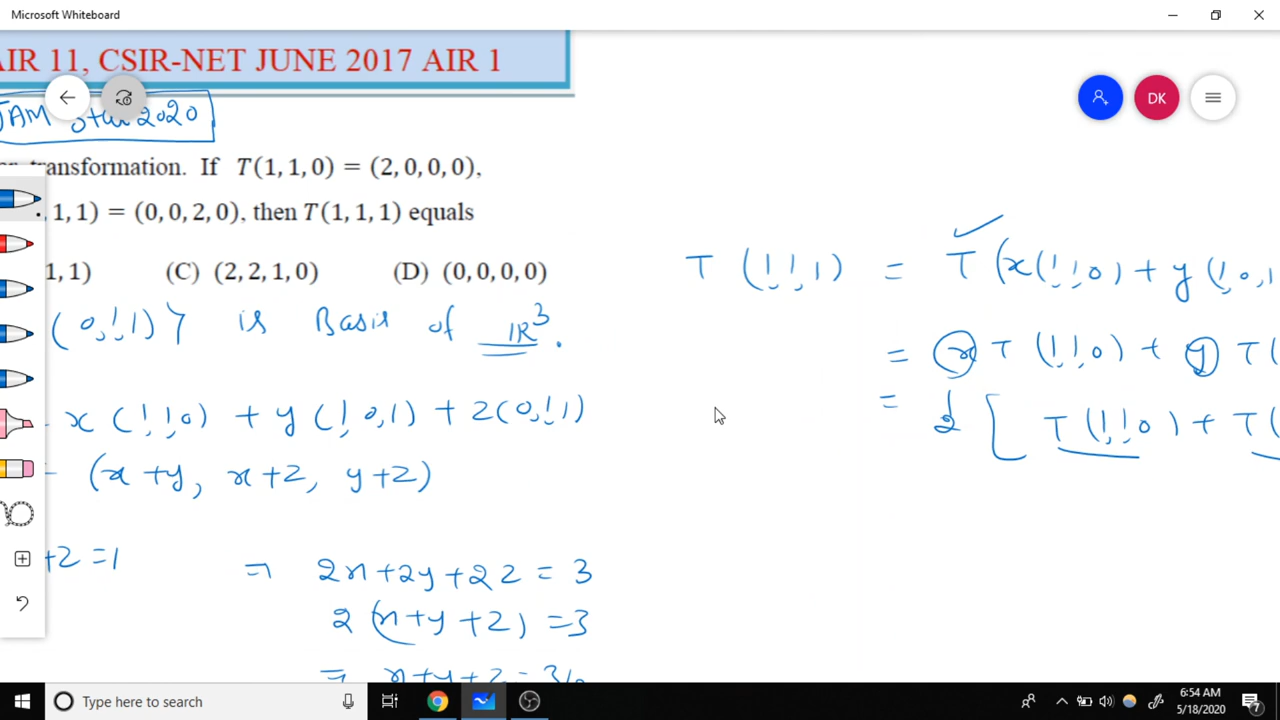 Microsoft Whiteboard
AIR 11, CSIR-NET JUNE 2017 AIR 1
JAM 2020
DK
transformation. If T(1, 1, 0) = (2, 0, 0, 0),
1, 1) = (0, 0, 2, 0), then T(1, 1, 1) equals
1, 1) (C) (2, 2, 1, 0) (D) (0, 0, 0, 0)
T (1,1,1) = T (x(1,1,0) + y (1,0,1
(0,1,1)} is Basis of IR³.
= x T (1,1,0) + y T(
x (1,1,0) + y (1,0,1) + z(0,1,1)
= 1/2 [ T(1,1,0) + T(
= (x+y, x+z, y+z)
+z=1 ⇒ 2x+2y+2z = 3
2 (x+y+z) = 3
⇒ x+y+z = 3/2
Type here to search
6:54 AM
5/18/2020
7